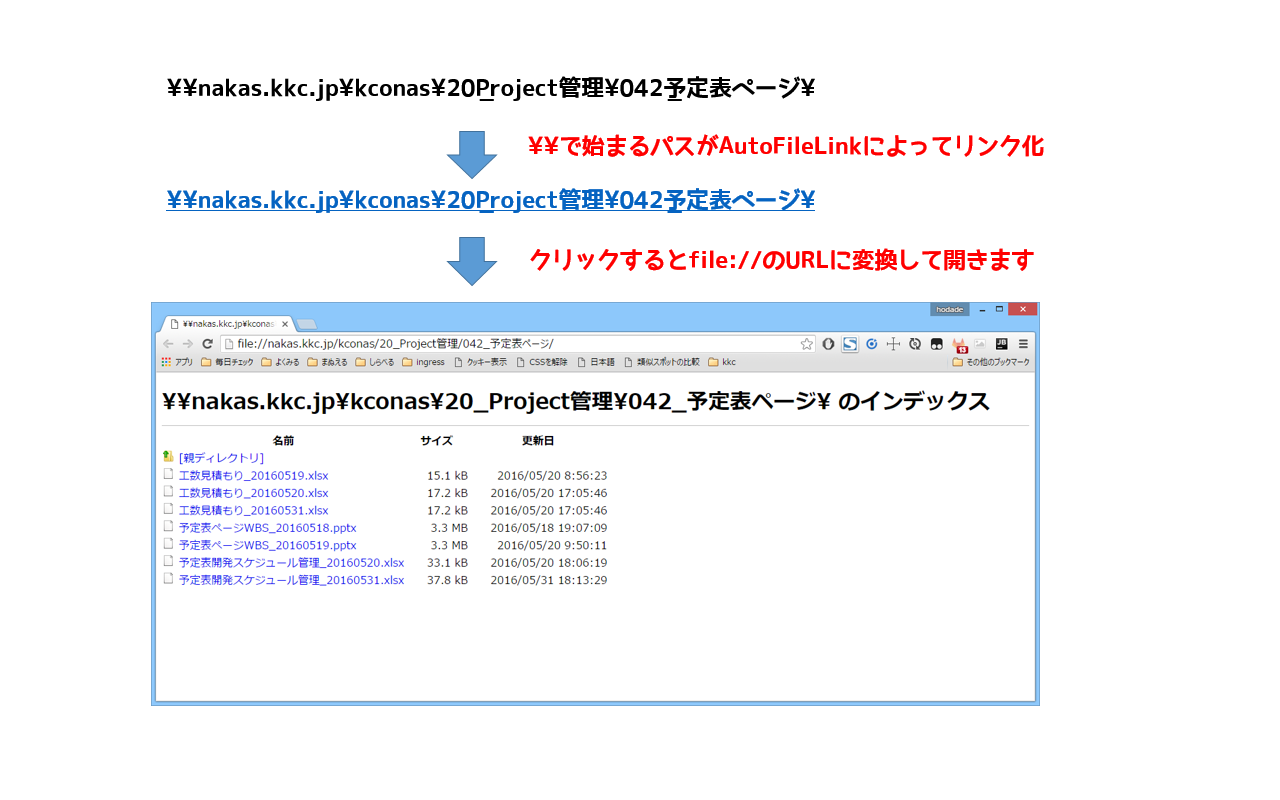 ¥¥nakas.kkc.jp¥kconas¥20_Project管理¥042_予定表ページ¥
¥¥で始まるパスがAutoFileLinkによってリンク化
¥¥nakas.kkc.jp¥kconas¥20_Project管理¥042_予定表ページ¥
クリックするとfile://のURLに変換して開きます
hodade
¥¥nakas.kkc.jp¥kconas
file://nakas.kkc.jp/kconas/20_Project管理/042_予定表ページ/
13
JB
アプリ 毎日チェック よくみる まぬえる しらべる ingress クッキー表示 CSSを解除 日本語 類似スポットの比較 kkc その他のブックマーク
¥¥nakas.kkc.jp¥kconas¥20_Project管理¥042_予定表ページ¥ のインデックス
名前 サイズ 更新日
[親ディレクトリ]
工数見積もり_20160519.xlsx 15.1 kB 2016/05/20 8:56:23
工数見積もり_20160520.xlsx 17.2 kB 2016/05/20 17:05:46
工数見積もり_20160531.xlsx 17.2 kB 2016/05/20 17:05:46
予定表ページWBS_20160518.pptx 3.3 MB 2016/05/18 19:07:09
予定表ページWBS_20160519.pptx 3.3 MB 2016/05/20 9:50:11
予定表開発スケジュール管理_20160520.xlsx 33.1 kB 2016/05/20 18:06:19
予定表開発スケジュール管理_20160531.xlsx 37.8 kB 2016/05/31 18:13:29